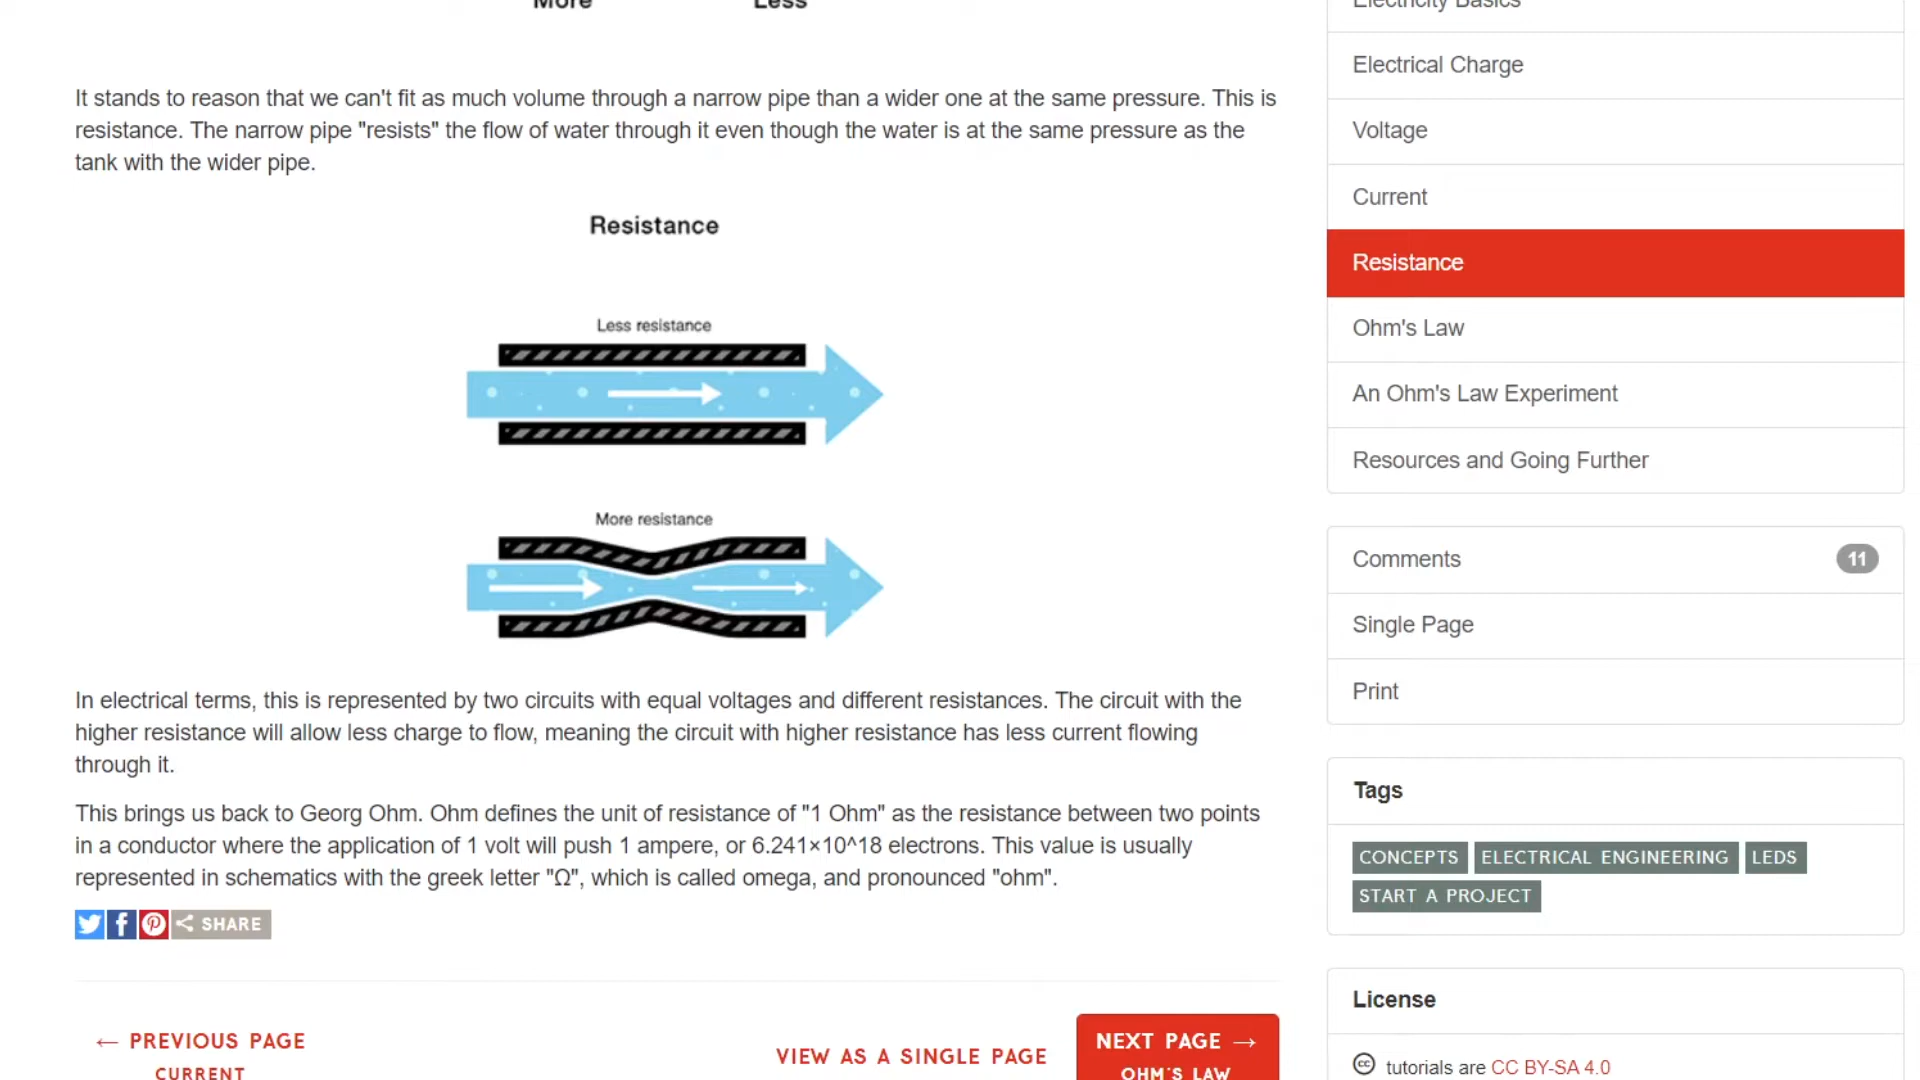 More Less
It stands to reason that we can't fit as much volume through a narrow pipe than a wider one at the same pressure. This is
resistance. The narrow pipe "resists" the flow of water through it even though the water is at the same pressure as the
tank with the wider pipe.
Resistance
Less resistance
More resistance
In electrical terms, this is represented by two circuits with equal voltages and different resistances. The circuit with the
higher resistance will allow less charge to flow, meaning the circuit with higher resistance has less current flowing
through it.
This brings us back to Georg Ohm. Ohm defines the unit of resistance of "1 Ohm" as the resistance between two points
in a conductor where the application of 1 volt will push 1 ampere, or 6.241×10^18 electrons. This value is usually
represented in schematics with the greek letter "Ω", which is called omega, and pronounced "ohm".
SHARE
← PREVIOUS PAGE
CURRENT
VIEW AS A SINGLE PAGE
NEXT PAGE →
OHM'S LAW
Electricity Basics
Electrical Charge
Voltage
Current
Resistance
Ohm's Law
An Ohm's Law Experiment
Resources and Going Further
Comments 11
Single Page
Print
Tags
CONCEPTS ELECTRICAL ENGINEERING LEDS
START A PROJECT
License
cc tutorials are CC BY-SA 4.0